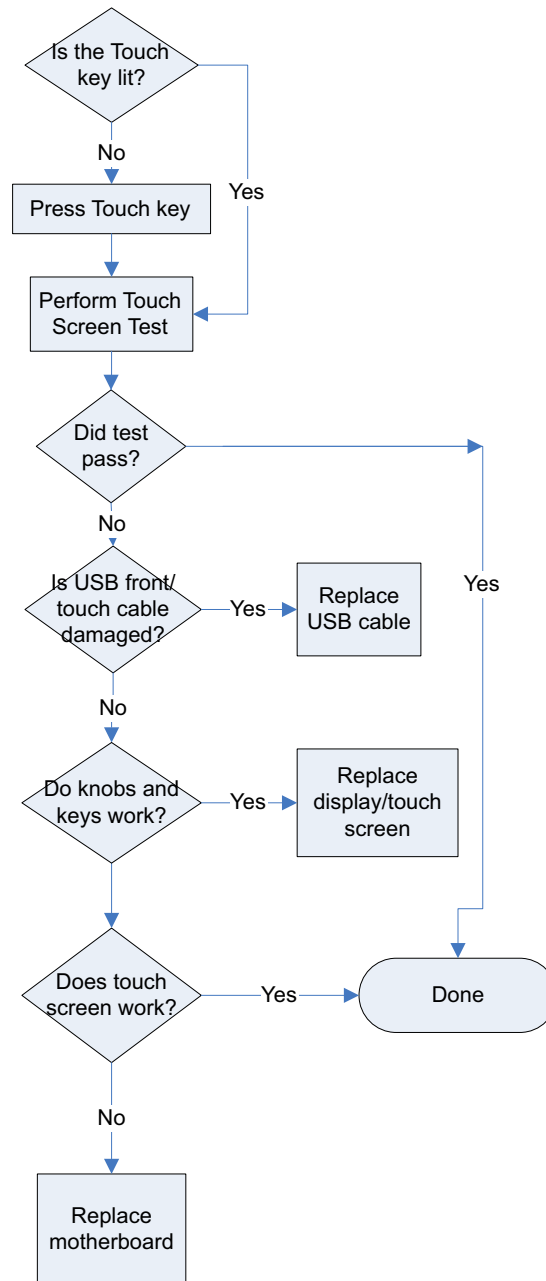 Is the Touch
key lit?
No
Yes
Press Touch key
Perform Touch
Screen Test
Did test
pass?
No
Yes
Is USB front/
touch cable
damaged?
Yes
Replace
USB cable
No
Do knobs and
keys work?
Yes
Replace
display/touch
screen
Does touch
screen work?
Yes
Done
No
Replace
motherboard